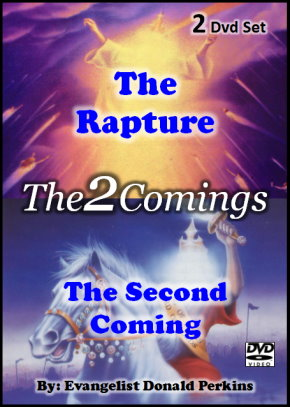 2 Dvd Set
The
Rapture
The2Comings
The Second
Coming
DVD
VIDEO
By: Evangelist Donald Perkins